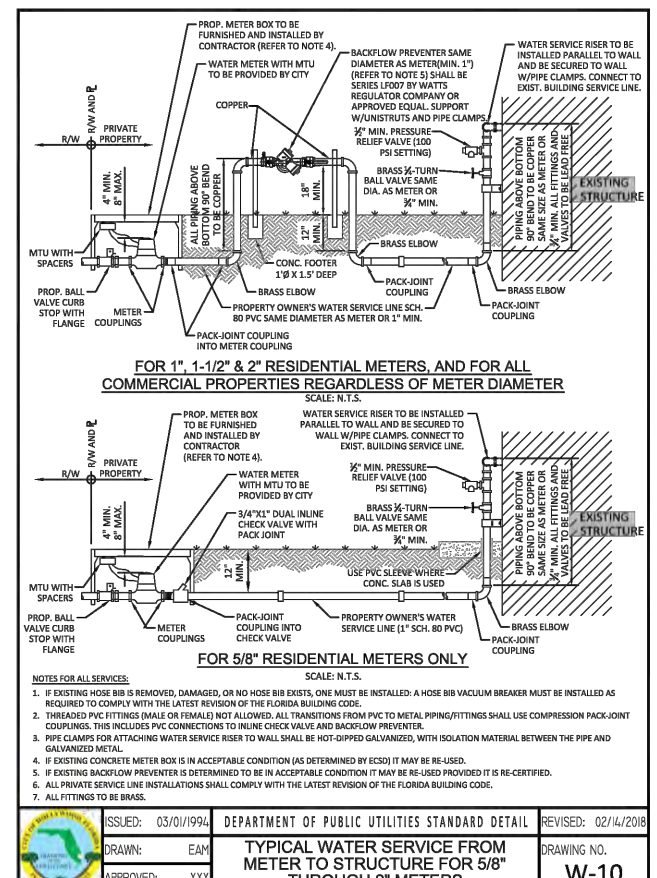 PROP. METER BOX TO BE
FURNISHED AND INSTALLED BY
CONTRACTOR (REFER TO NOTE 4).
WATER METER WITH MTU
TO BE PROVIDED BY CITY
BACKFLOW PREVENTER SAME
DIAMETER AS METER(MIN. 1")
(REFER TO NOTE 5) SHALL BE
SERIES LF007 BY WATTS
REGULATOR COMPANY OR
APPROVED EQUAL. SUPPORT
W/UNISTRUTS AND PIPE CLAMPS.
WATER SERVICE RISER TO BE
INSTALLED PARALLEL TO WALL
AND BE SECURED TO WALL
W/PIPE CLAMPS. CONNECT TO
EXIST. BUILDING SERVICE LINE.
R/W AND ℙL
R/W
PRIVATE
PROPERTY
COPPER
½" MIN. PRESSURE
RELIEF VALVE (100
PSI SETTING)
BRASS ¼-TURN
BALL VALVE SAME
DIA. AS METER OR
¾" MIN.
4" MIN.
8" MAX.
ALL PIPING ABOVE
BOTTOM 90° BEND
TO BE COPPER
18"
MIN.
12"
MIN.
PIPING ABOVE BOTTOM
90° BEND TO BE COPPER
SAME SIZE AS METER OR
¾" MIN. ALL FITTINGS AND
VALVES TO BE LEAD FREE
EXISTING
STRUCTURE
MTU WITH
SPACERS
PROP. BALL
VALVE CURB
STOP WITH
FLANGE
METER
COUPLINGS
CONC. FOOTER
1'Ø X 1.5' DEEP
BRASS ELBOW
BRASS ELBOW
PACK-JOINT
COUPLING
BRASS ELBOW
PACK-JOINT
COUPLING
PROPERTY OWNER'S WATER SERVICE LINE SCH.
80 PVC SAME DIAMETER AS METER OR 1" MIN.
PACK-JOINT COUPLING
INTO METER COUPLING
FOR 1", 1-1/2" & 2" RESIDENTIAL METERS, AND FOR ALL
COMMERCIAL PROPERTIES REGARDLESS OF METER DIAMETER
SCALE: N.T.S.
PROP. METER BOX
TO BE FURNISHED
AND INSTALLED BY
CONTRACTOR
(REFER TO NOTE 4).
WATER SERVICE RISER TO BE INSTALLED
PARALLEL TO WALL AND BE SECURED TO
WALL W/PIPE CLAMPS. CONNECT TO
EXIST. BUILDING SERVICE LINE.
R/W AND ℙL
R/W
PRIVATE
PROPERTY
WATER METER
WITH MTU TO BE
PROVIDED BY CITY
3/4"X1" DUAL INLINE
CHECK VALVE WITH
PACK JOINT
½" MIN. PRESSURE
RELIEF VALVE (100
PSI SETTING)
BRASS ¼-TURN
BALL VALVE SAME
DIA. AS METER OR
¾" MIN.
4" MIN.
8" MAX.
12"
MIN.
USE PVC SLEEVE WHERE
CONC. SLAB IS USED
PIPING ABOVE BOTTOM
90° BEND TO BE COPPER
SAME SIZE AS METER OR
¾" MIN. ALL FITTINGS AND
VALVES TO BE LEAD FREE
EXISTING
STRUCTURE
MTU WITH
SPACERS
PROP. BALL
VALVE CURB
STOP WITH
FLANGE
METER
COUPLINGS
PACK-JOINT
COUPLING INTO
CHECK VALVE
PROPERTY OWNER'S WATER
SERVICE LINE (1" SCH. 80 PVC)
BRASS ELBOW
PACK-JOINT
COUPLING
FOR 5/8" RESIDENTIAL METERS ONLY
SCALE: N.T.S.
NOTES FOR ALL SERVICES:
1. IF EXISTING HOSE BIB IS REMOVED, DAMAGED, OR NO HOSE BIB EXISTS, ONE MUST BE INSTALLED: A HOSE BIB VACUUM BREAKER MUST BE INSTALLED AS
REQUIRED TO COMPLY WITH THE LATEST REVISION OF THE FLORIDA BUILDING CODE.
2. THREADED PVC FITTINGS (MALE OR FEMALE) NOT ALLOWED. ALL TRANSITIONS FROM PVC TO METAL PIPING/FITTINGS SHALL USE COMPRESSION PACK-JOINT
COUPLINGS. THIS INCLUDES PVC CONNECTIONS TO INLINE CHECK VALVE AND BACKFLOW PREVENTER.
3. PIPE CLAMPS FOR ATTACHING WATER SERVICE RISER TO WALL SHALL BE HOT-DIPPED GALVANIZED, WITH ISOLATION MATERIAL BETWEEN THE PIPE AND
GALVANIZED METAL.
4. IF EXISTING CONCRETE METER BOX IS IN ACCEPTABLE CONDITION (AS DETERMINED BY ECSD) IT MAY BE RE-USED.
5. IF EXISTING BACKFLOW PREVENTER IS DETERMINED TO BE IN ACCEPTABLE CONDITION IT MAY BE RE-USED PROVIDED IT IS RE-CERTIFIED.
6. ALL PRIVATE SERVICE LINE INSTALLATIONS SHALL COMPLY WITH THE LATEST REVISION OF THE FLORIDA BUILDING CODE.
7. ALL FITTINGS TO BE BRASS.
ISSUED: 03/01/1994
DEPARTMENT OF PUBLIC UTILITIES STANDARD DETAIL
REVISED: 02/14/2018
DRAWN: EAM
TYPICAL WATER SERVICE FROM
METER TO STRUCTURE FOR 5/8"
THROUGH 2" METERS
DRAWING NO.
W-10
APPROVED: XXX